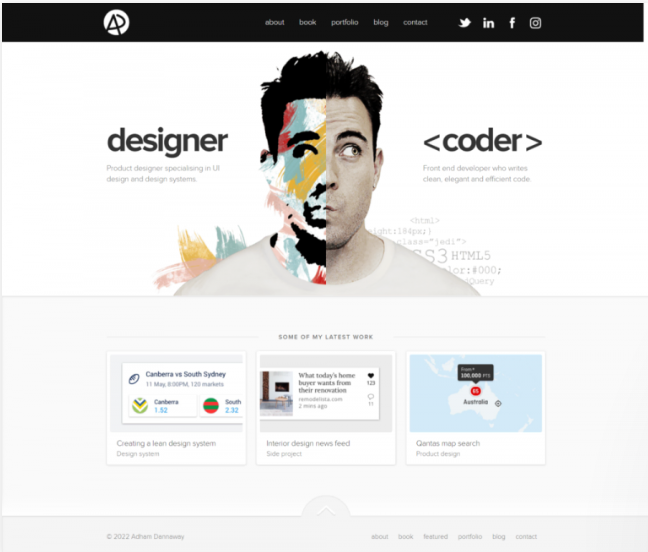 AP
about book portfolio blog contact
designer
Product designer specialising in UI
design and design systems.
<coder>
Front end developer who writes
clean, elegant and efficient code.
<html>
ight:184px;}
class="jedi">
SS3 HTML5
lor:#000;
dQuery
SOME OF MY LATEST WORK
Canberra vs South Sydney
11 May, 8:00PM, 120 markets
Canberra
1.52
South
2.32
Creating a lean design system
Design system
What today's home
buyer wants from
their renovation
remodelista.com
2 mins ago
123
11
Interior design news feed
Side project
From *
100,000 PTS
Australia
Qantas map search
Product design
© 2022 Adham Dannaway
about book featured portfolio blog contact